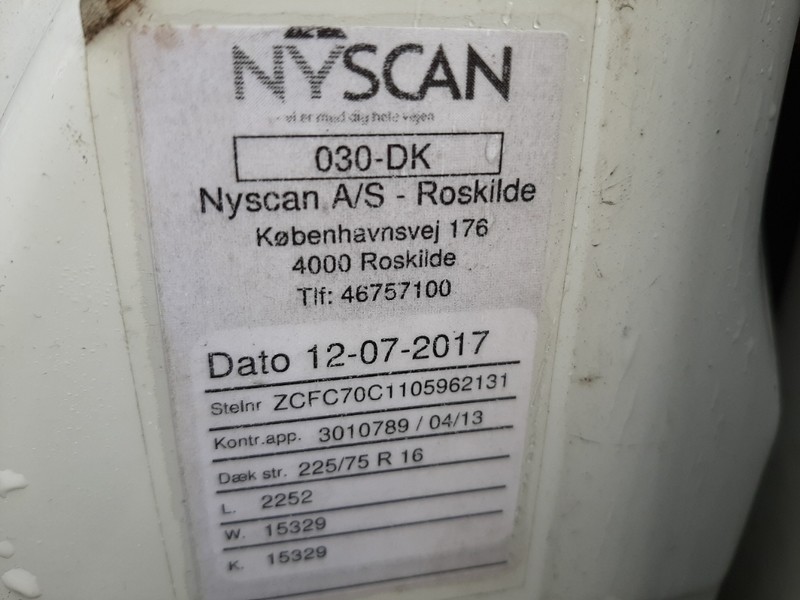 NYSCAN
- vi er med dig hele vejen
030-DK
Nyscan A/S - Roskilde
Københavnsvej 176
4000 Roskilde
Tlf: 46757100
Dato 12-07-2017
Stelnr ZCFC70C1105962131
Kontr.app. 3010789 / 04/13
Dæk str. 225/75 R 16
L. 2252
W. 15329
K. 15329